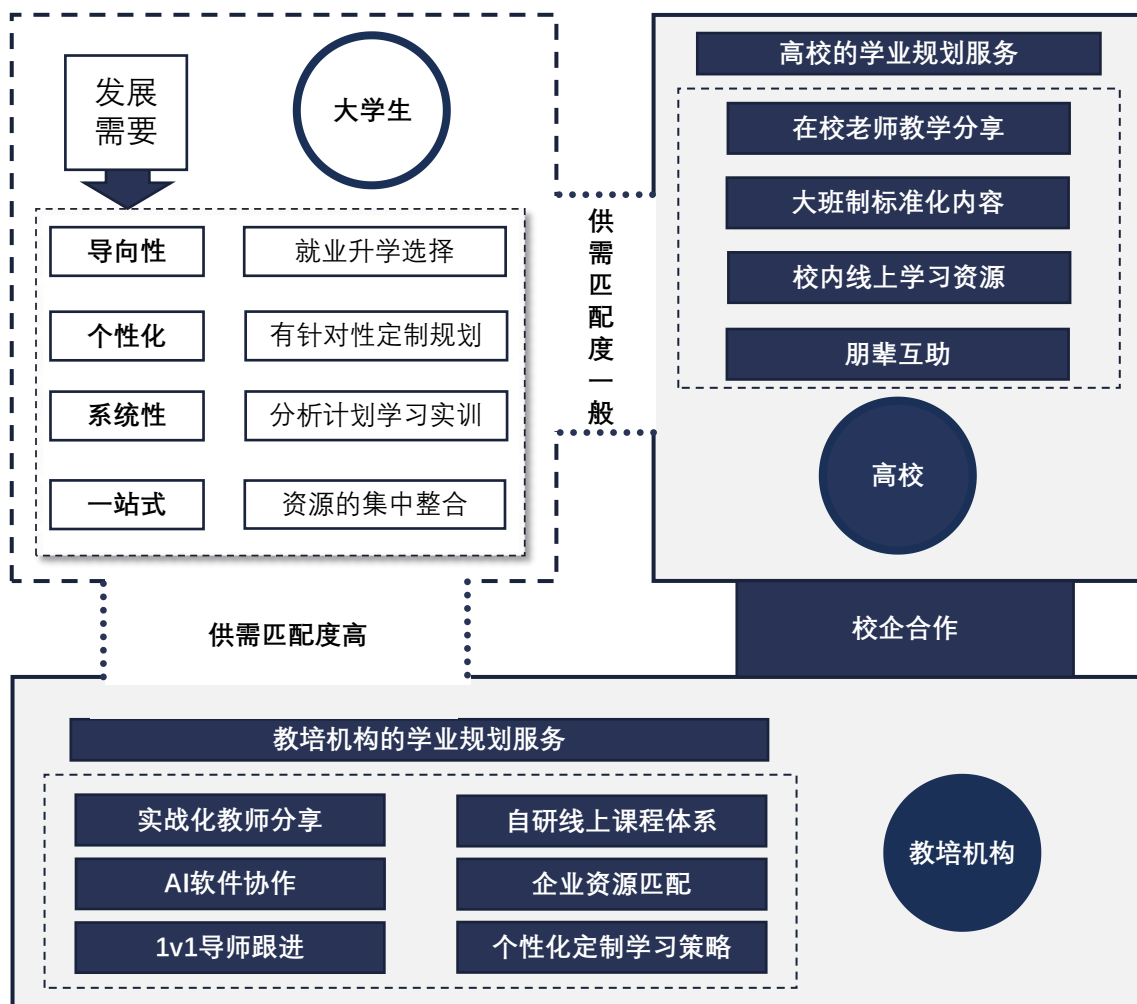 发展
需要
大学生
导向性
就业升学选择
个性化
有针对性定制规划
系统性
分析计划学习实训
一站式
资源的集中整合
供
需
匹
配
度
一
般
高校的学业规划服务
在校老师教学分享
大班制标准化内容
校内线上学习资源
朋辈互助
高校
供需匹配度高
校企合作
教培机构的学业规划服务
实战化教师分享
自研线上课程体系
AI软件协作
企业资源匹配
1v1导师跟进
个性化定制学习策略
教培机构